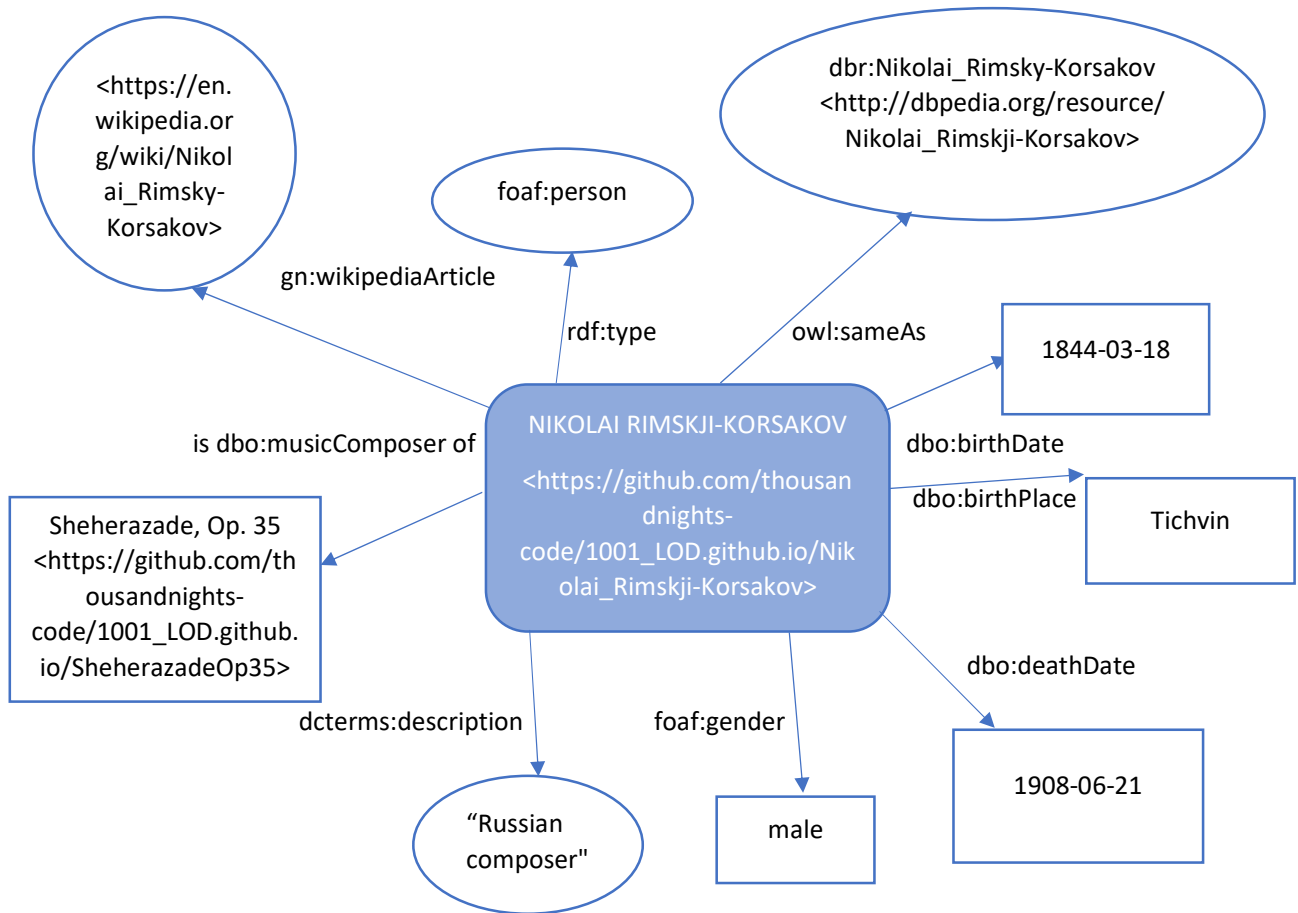 <https://en.
wikipedia.or
g/wiki/Nikol
ai_Rimsky-
Korsakov>
dbr:Nikolai_Rimsky-Korsakov
<http://dbpedia.org/resource/
Nikolai_Rimskji-Korsakov>
foaf:person
gn:wikipediaArticle
rdf:type
owl:sameAs
1844-03-18
NIKOLAI RIMSKJI-KORSAKOV
<https://github.com/thousan
dnights-
code/1001_LOD.github.io/Nik
olai_Rimskji-Korsakov>
is dbo:musicComposer of
dbo:birthDate
dbo:birthPlace
Tichvin
Sheherazade, Op. 35
<https://github.com/th
ousandnights-
code/1001_LOD.github.
io/SheherazadeOp35>
dbo:deathDate
dcterms:description
foaf:gender
1908-06-21
“Russian
composer"
male